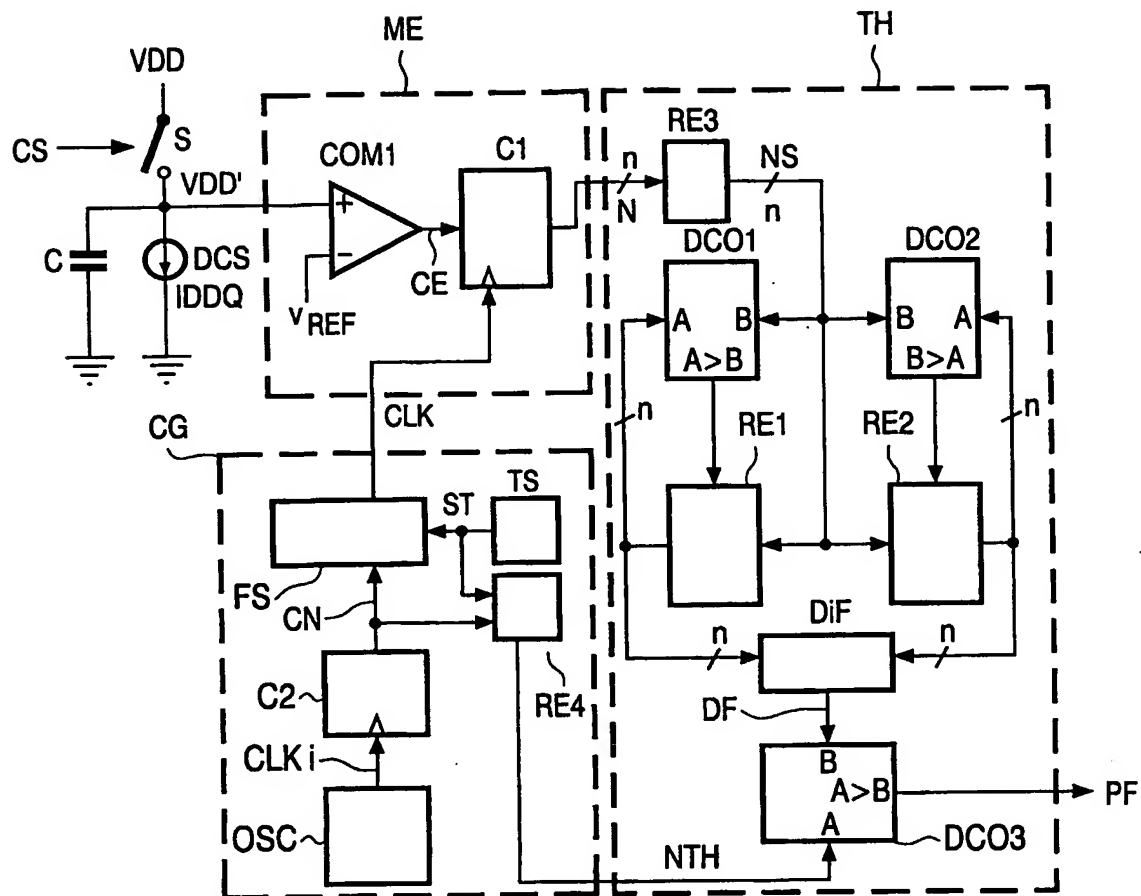 ME
TH
VDD
CS
S
VDD'
COM1
C1
+
-
CE
VREF
C
DCS
IDDQ
n
N
RE3
NS
n
DCO1
DCO2
A B
A>B
B A
B>A
n
n
RE1
RE2
CLK
CG
ST
TS
FS
CN
RE4
C2
CLKi
OSC
DiF
n
n
DF
B
A>B
A
PF
DCO3
NTH